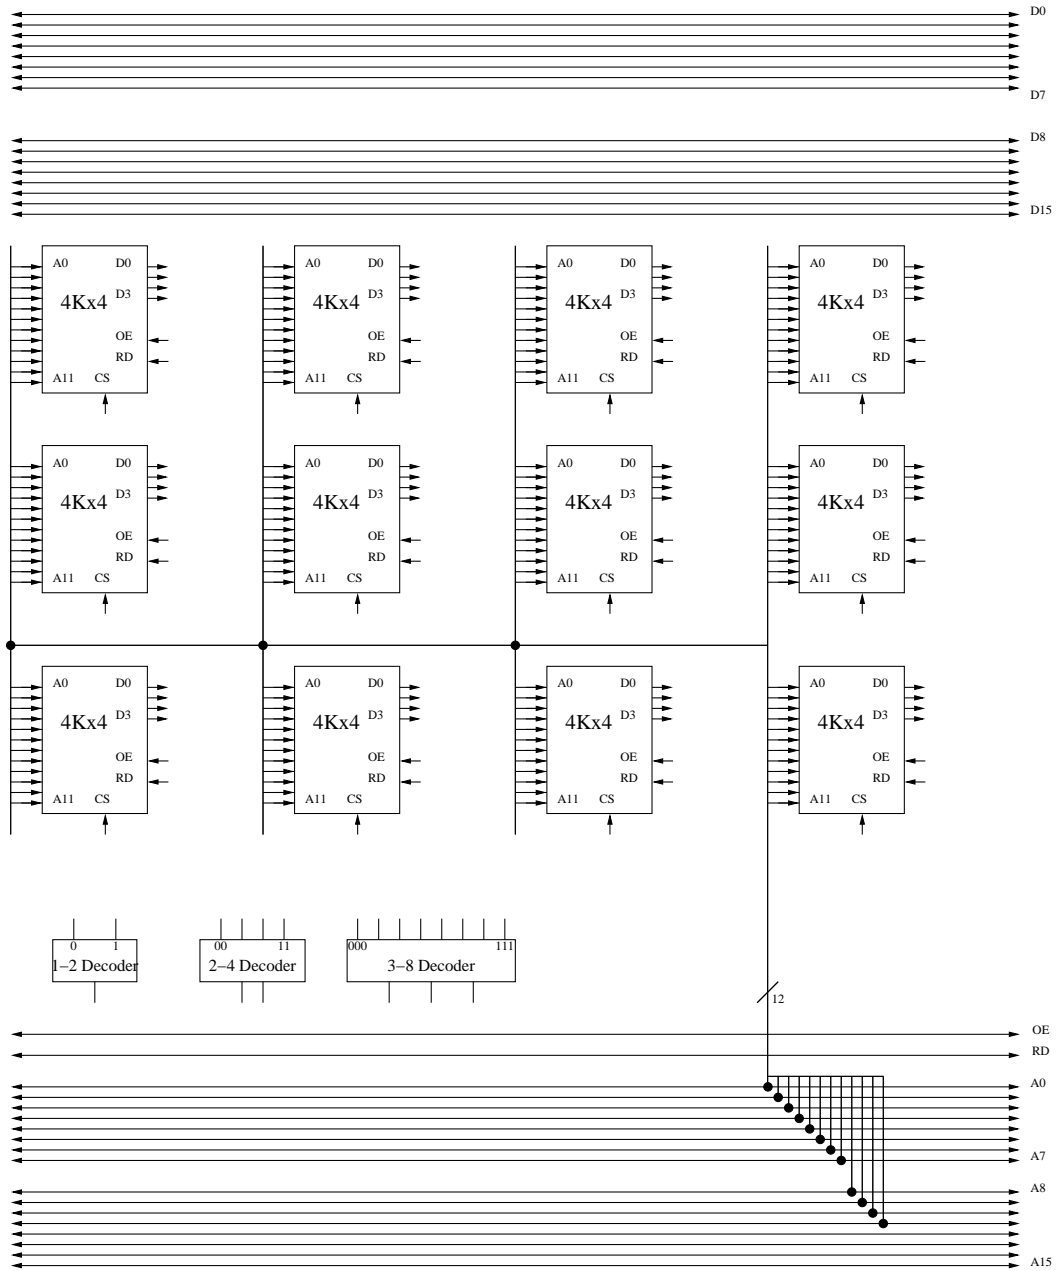 D0
D7
D8
D15
A0 D0 A0 D0 A0 D0 A0 D0
4Kx4 D3 4Kx4 D3 4Kx4 D3 4Kx4 D3
OE OE OE OE
RD RD RD RD
A11 CS A11 CS A11 CS A11 CS
A0 D0 A0 D0 A0 D0 A0 D0
4Kx4 D3 4Kx4 D3 4Kx4 D3 4Kx4 D3
OE OE OE OE
RD RD RD RD
A11 CS A11 CS A11 CS A11 CS
A0 D0 A0 D0 A0 D0 A0 D0
4Kx4 D3 4Kx4 D3 4Kx4 D3 4Kx4 D3
OE OE OE OE
RD RD RD RD
A11 CS A11 CS A11 CS A11 CS
0 1 00 11 000 111
1-2 Decoder 2-4 Decoder 3-8 Decoder
12
OE
RD
A0
A7
A8
A15